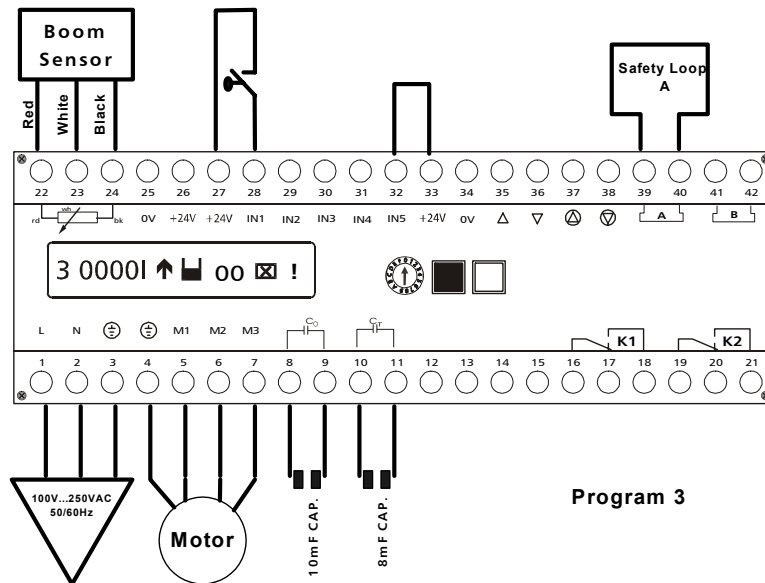 Boom
Sensor
Red
White
Black
Safety Loop
A
22 23 24 25 26 27 28 29 30 31 32 33 34 35 36 37 38 39 40 41 42
rd wh bk 0V +24V +24V IN1 IN2 IN3 IN4 IN5 +24V 0V A B
3 0000I oo !
L N M1 M2 M3 C0 CT K1 K2
1 2 3 4 5 6 7 8 9 10 11 12 13 14 15 16 17 18 19 20 21
100V...250VAC
50/60Hz
Motor
10mF CAP.
8mF CAP.
Program 3